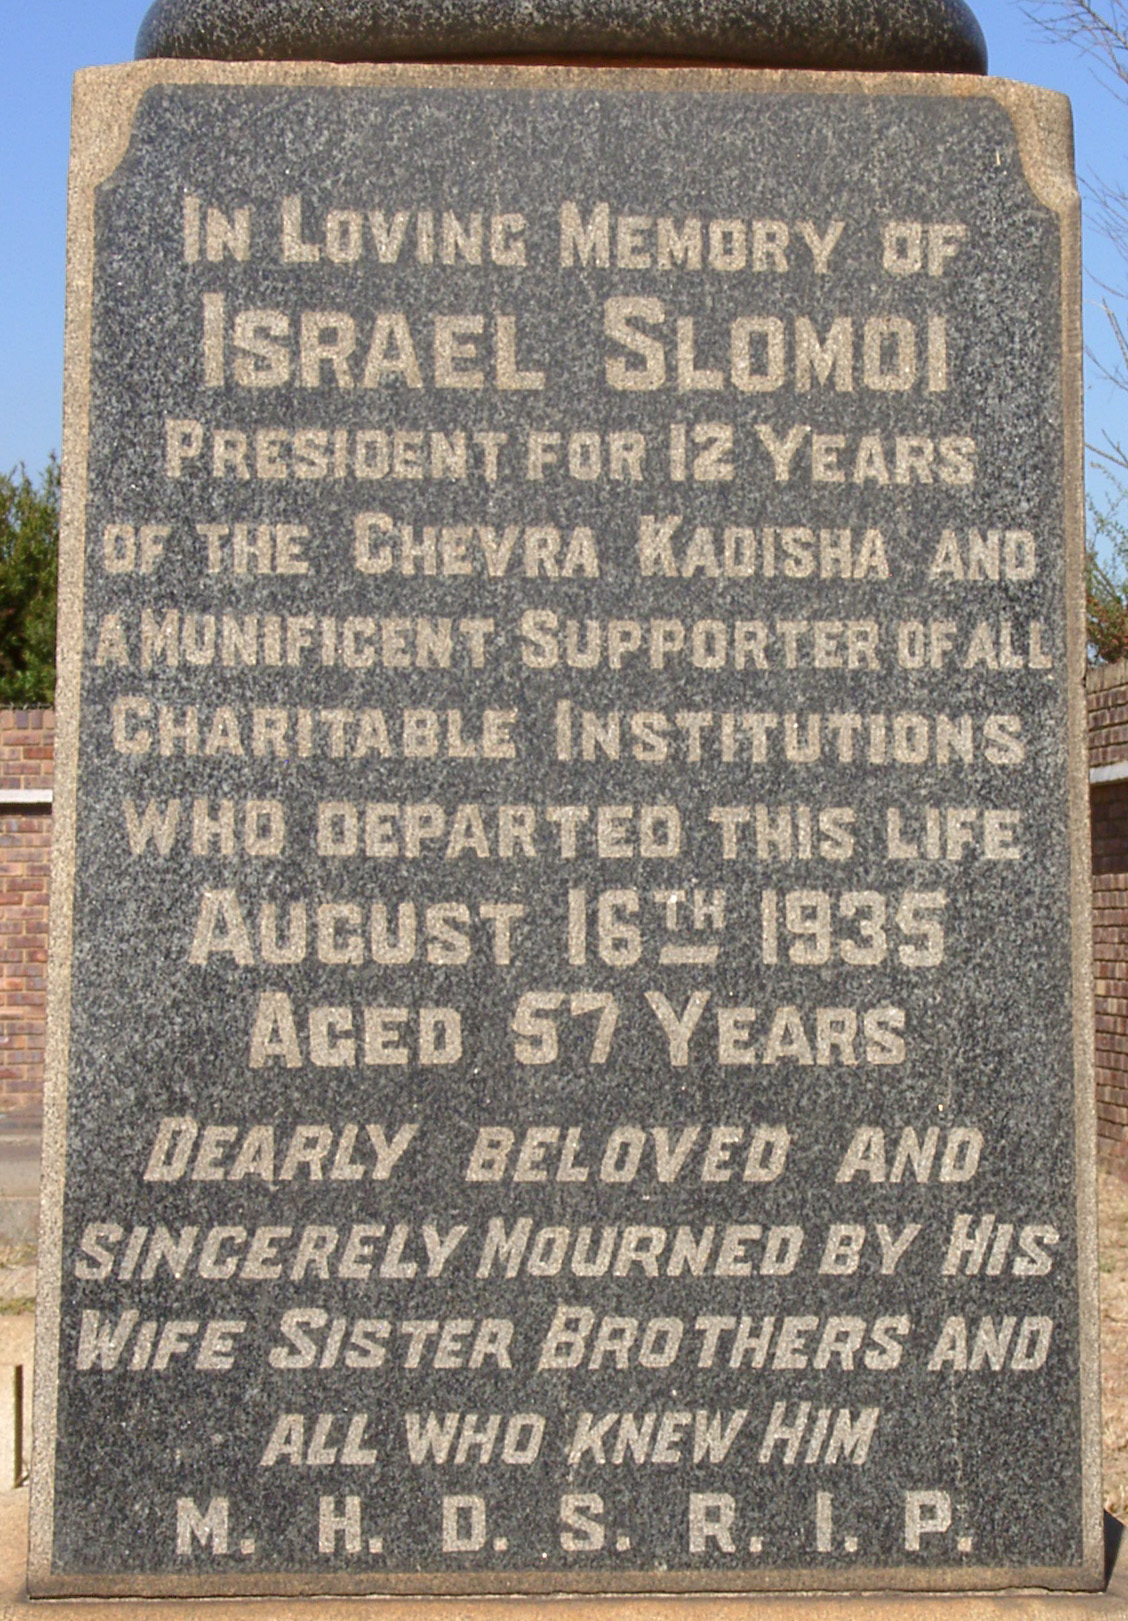 In Loving Memory of
Israel Slomoi
President for 12 Years
of the Chevra Kadisha and
a Munificent Supporter of all
Charitable Institutions
who departed this life
August 16th 1935
Aged 57 Years
Dearly beloved and
sincerely Mourned by His
Wife Sister Brothers and
all who knew Him
M. H. D. S. R. I. P.